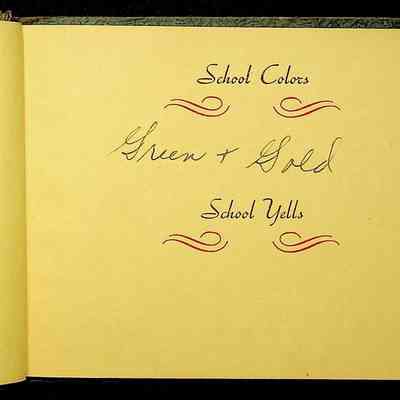 School Colors
Green + Gold
School Yells